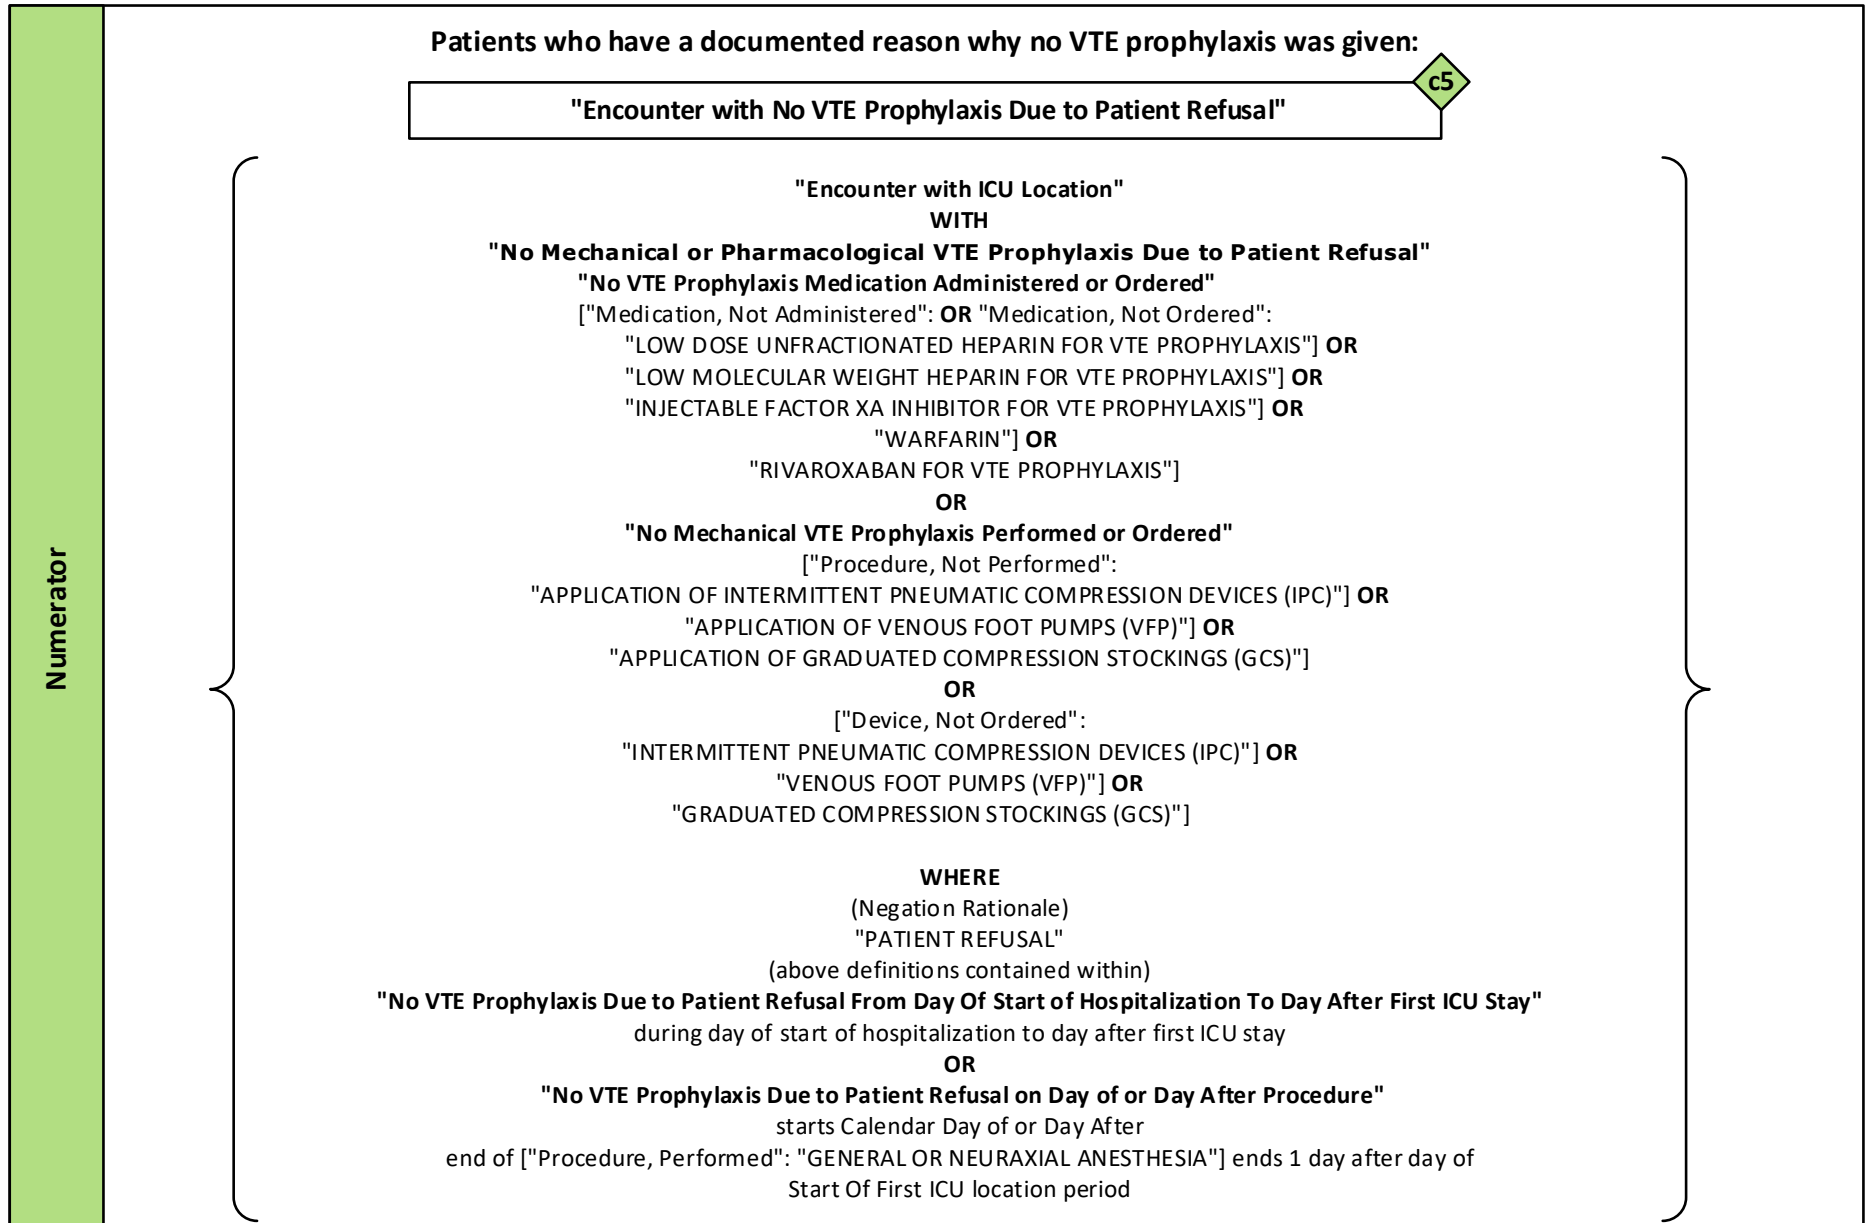 Numerator
Patients who have a documented reason why no VTE prophylaxis was given:
c5
"Encounter with No VTE Prophylaxis Due to Patient Refusal"
"Encounter with ICU Location"
WITH
"No Mechanical or Pharmacological VTE Prophylaxis Due to Patient Refusal"
"No VTE Prophylaxis Medication Administered or Ordered"
["Medication, Not Administered": OR "Medication, Not Ordered":
"LOW DOSE UNFRACTIONATED HEPARIN FOR VTE PROPHYLAXIS"] OR
"LOW MOLECULAR WEIGHT HEPARIN FOR VTE PROPHYLAXIS"] OR
"INJECTABLE FACTOR XA INHIBITOR FOR VTE PROPHYLAXIS"] OR
"WARFARIN"] OR
"RIVAROXABAN FOR VTE PROPHYLAXIS"]
OR
"No Mechanical VTE Prophylaxis Performed or Ordered"
["Procedure, Not Performed":
"APPLICATION OF INTERMITTENT PNEUMATIC COMPRESSION DEVICES (IPC)"] OR
"APPLICATION OF VENOUS FOOT PUMPS (VFP)"] OR
"APPLICATION OF GRADUATED COMPRESSION STOCKINGS (GCS)"]
OR
["Device, Not Ordered":
"INTERMITTENT PNEUMATIC COMPRESSION DEVICES (IPC)"] OR
"VENOUS FOOT PUMPS (VFP)"] OR
"GRADUATED COMPRESSION STOCKINGS (GCS)"]
WHERE
(Negation Rationale)
"PATIENT REFUSAL"
(above definitions contained within)
"No VTE Prophylaxis Due to Patient Refusal From Day Of Start of Hospitalization To Day After First ICU Stay"
during day of start of hospitalization to day after first ICU stay
OR
"No VTE Prophylaxis Due to Patient Refusal on Day of or Day After Procedure"
starts Calendar Day of or Day After
end of ["Procedure, Performed": "GENERAL OR NEURAXIAL ANESTHESIA"] ends 1 day after day of
Start Of First ICU location period